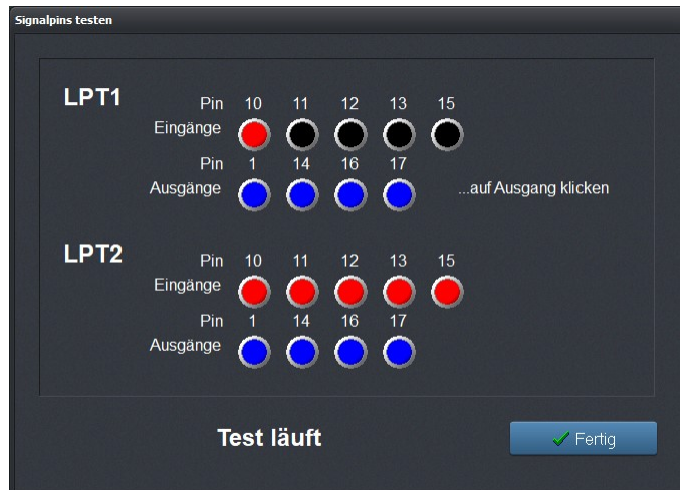 Signalpins testen
LPT1
Pin 10 11 12 13 15
Eingänge
Pin 1 14 16 17
Ausgänge ...auf Ausgang klicken
LPT2
Pin 10 11 12 13 15
Eingänge
Pin 1 14 16 17
Ausgänge
Test läuft
Fertig